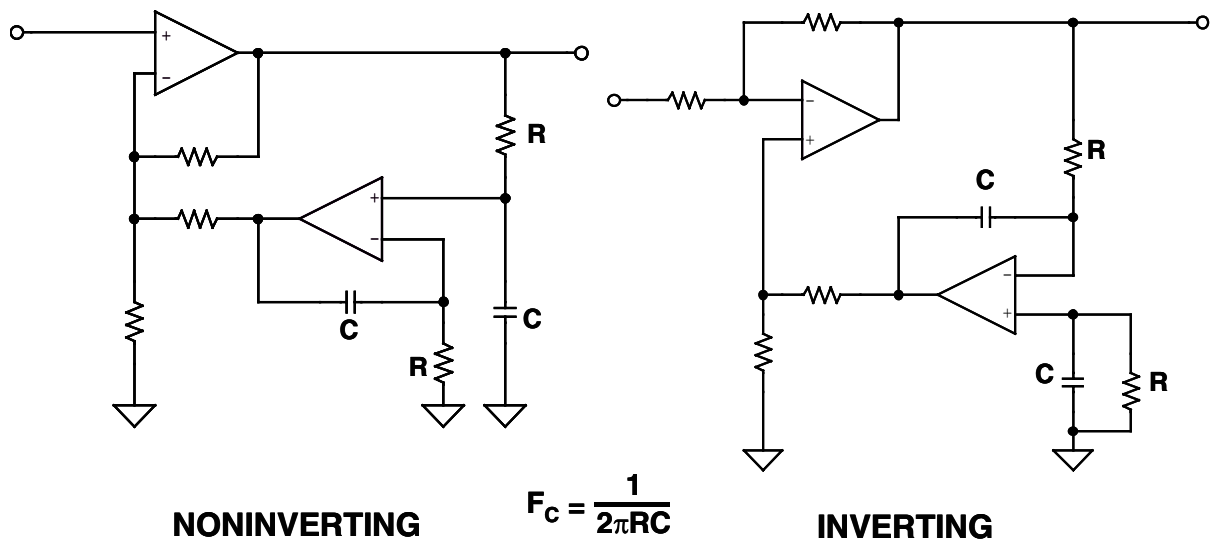 +
−
R
+
−
C
C
R
NONINVERTING
−
+
R
C
−
+
C
R
INVERTING
F_C = 1 / 2πRC